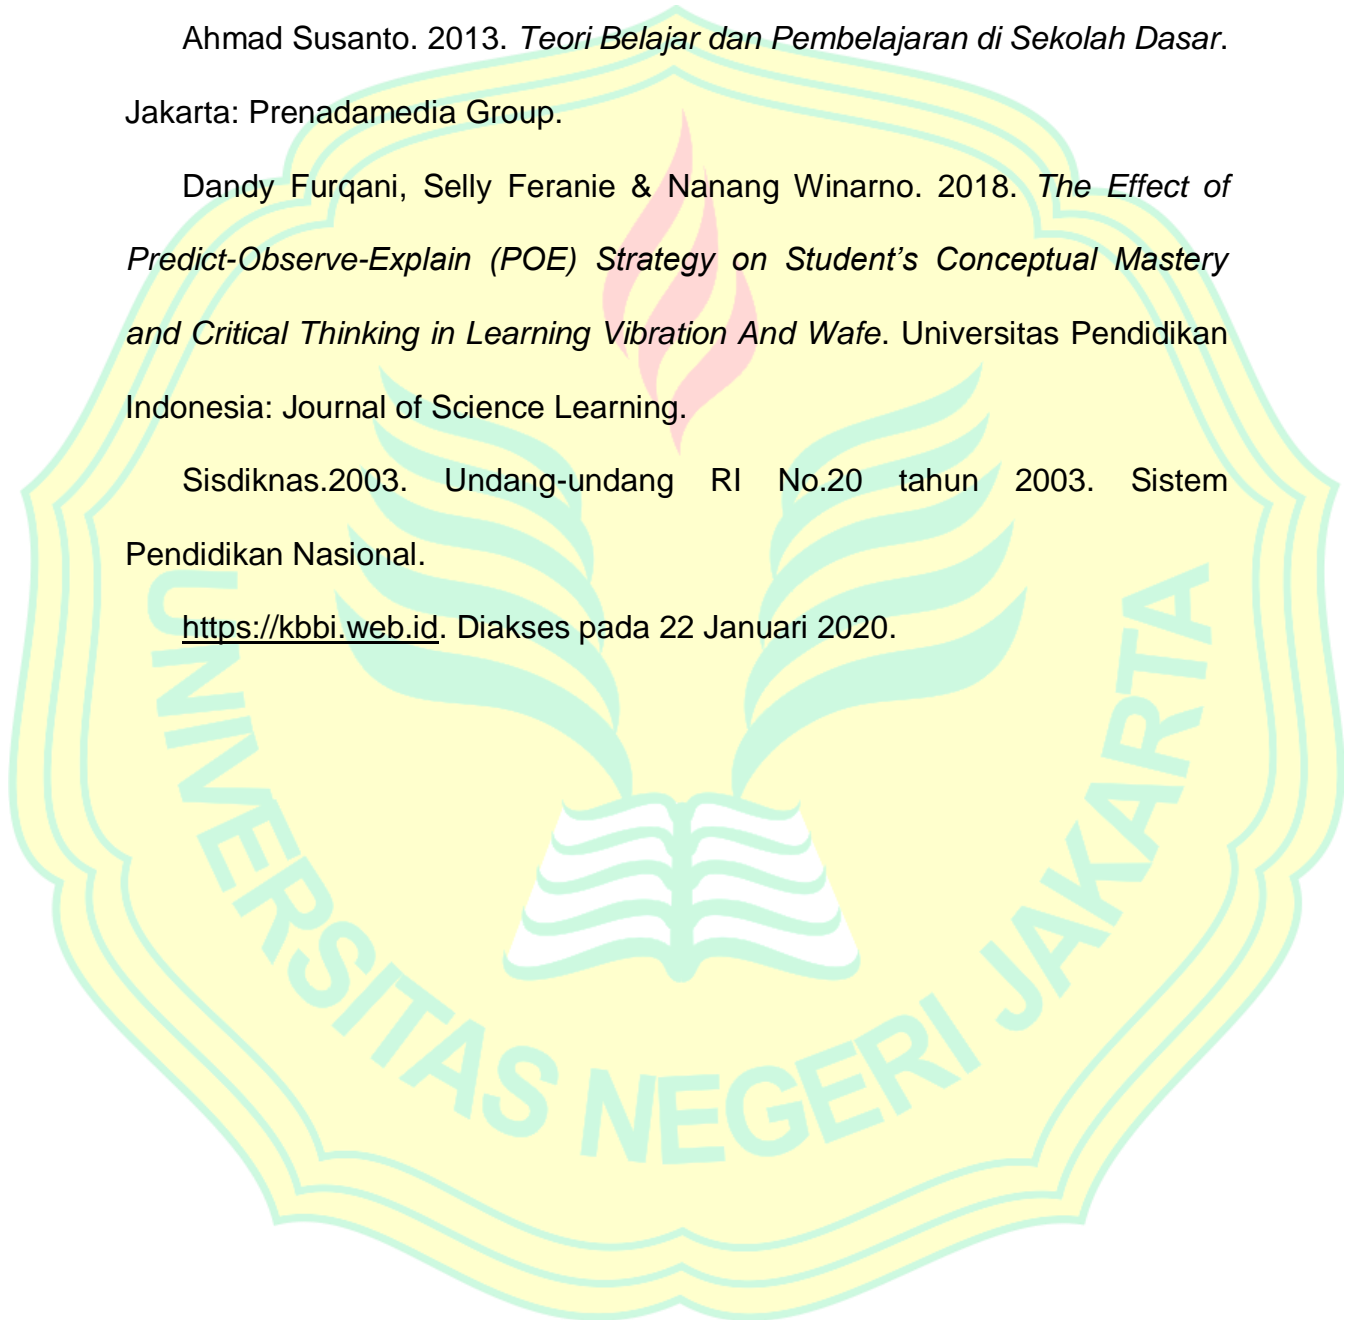 Ahmad Susanto. 2013. Teori Belajar dan Pembelajaran di Sekolah Dasar.
Jakarta: Prenadamedia Group.
Dandy Furqani, Selly Feranie & Nanang Winarno. 2018. The Effect of
Predict-Observe-Explain (POE) Strategy on Student’s Conceptual Mastery
and Critical Thinking in Learning Vibration And Wafe. Universitas Pendidikan
Indonesia: Journal of Science Learning.
Sisdiknas.2003. Undang-undang RI No.20 tahun 2003. Sistem
Pendidikan Nasional.
https://kbbi.web.id. Diakses pada 22 Januari 2020.
UNIVERSITAS NEGERI JAKARTA